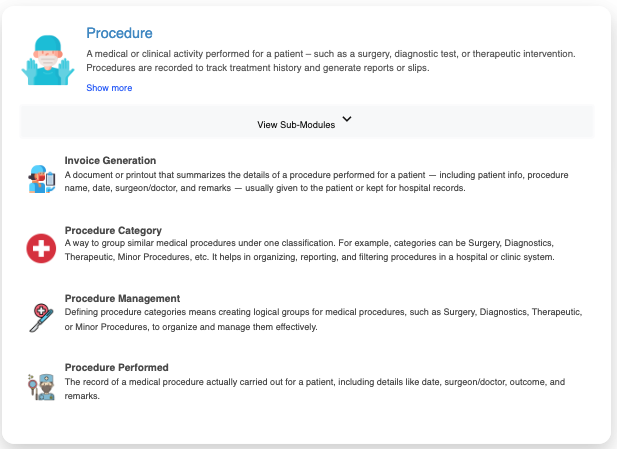 Procedure
A medical or clinical activity performed for a patient – such as a surgery, diagnostic test, or therapeutic intervention.
Procedures are recorded to track treatment history and generate reports or slips.
Show more
View Sub-Modules
Invoice Generation
A document or printout that summarizes the details of a procedure performed for a patient — including patient info, procedure
name, date, surgeon/doctor, and remarks — usually given to the patient or kept for hospital records.
Procedure Category
A way to group similar medical procedures under one classification. For example, categories can be Surgery, Diagnostics,
Therapeutic, Minor Procedures, etc. It helps in organizing, reporting, and filtering procedures in a hospital or clinic system.
Procedure Management
Defining procedure categories means creating logical groups for medical procedures, such as Surgery, Diagnostics, Therapeutic,
or Minor Procedures, to organize and manage them effectively.
Procedure Performed
The record of a medical procedure actually carried out for a patient, including details like date, surgeon/doctor, outcome, and
remarks.